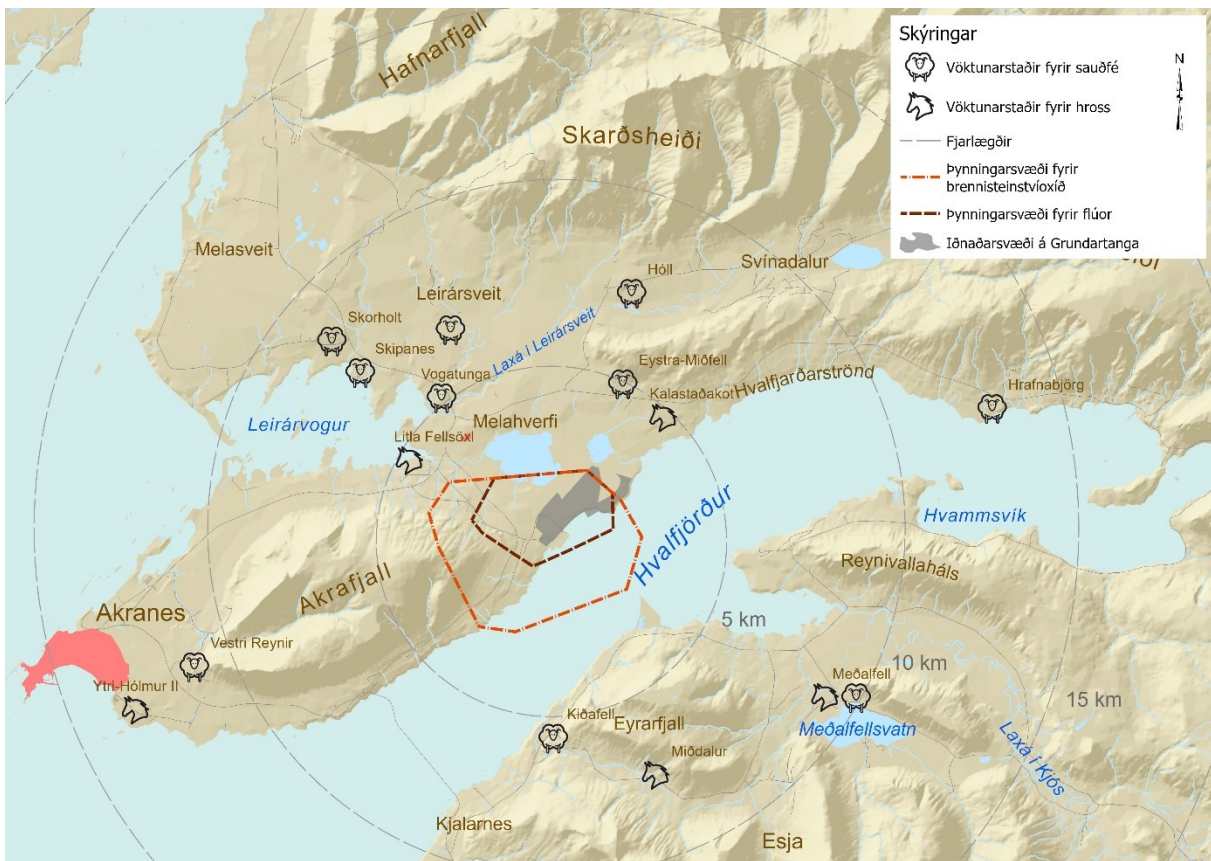 Skýringar
Vöktunarstaðir fyrir sauðfé
Vöktunarstaðir fyrir hross
Fjarlægðir
Þynningarsvæði fyrir
brennisteinstvíoxíð
Þynningarsvæði fyrir flúor
Iðnaðarsvæði á Grundartanga
N
Hafnarfjall
Skarðsheiði
Melasveit
Svínadalur
Hóll
Leirársveit
Skorholt
Skipanes
Laxá í Leirársveit
Eystra-Miðfell
Vogatunga
Kalastaðakot
Hvalfjarðarströnd
Hrafnabjörg
Melahverfi
Leirárvogur
Litla Fellsöxl
Hvalfjörður
Hvammsvík
Reynivallaháls
Akrafjall
Akranes
5 km
Vestri Reynir
10 km
Meðalfell
Ytri-Hólmur II
15 km
Kiðafell
Eyrarfjall
Meðalfellsvatn
Miðdalur
Laxá í Kjós
Kjalarnes
Esja